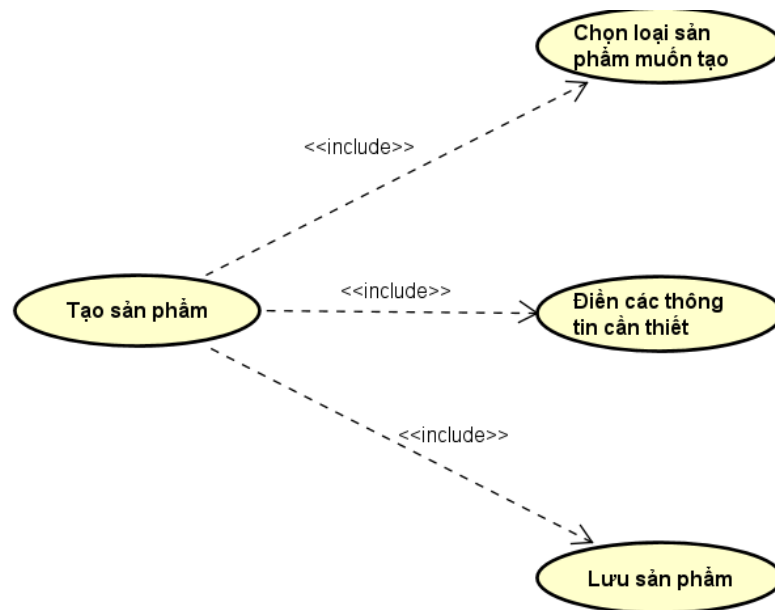 Chọn loại sản
phẩm muốn tạo
<<include>>
<<include>>
Tạo sản phẩm
Điền các thông
tin cần thiết
<<include>>
Lưu sản phẩm